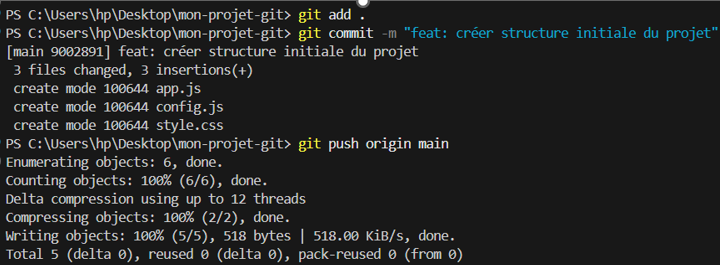 PS C:\Users\hp\Desktop\mon-projet-git> git add .
PS C:\Users\hp\Desktop\mon-projet-git> git commit -m "feat: créer structure initiale du projet"
[main 9002891] feat: créer structure initiale du projet
 3 files changed, 3 insertions(+)
 create mode 100644 app.js
 create mode 100644 config.js
 create mode 100644 style.css
PS C:\Users\hp\Desktop\mon-projet-git> git push origin main
Enumerating objects: 6, done.
Counting objects: 100% (6/6), done.
Delta compression using up to 12 threads
Compressing objects: 100% (2/2), done.
Writing objects: 100% (5/5), 518 bytes | 518.00 KiB/s, done.
Total 5 (delta 0), reused 0 (delta 0), pack-reused 0 (from 0)